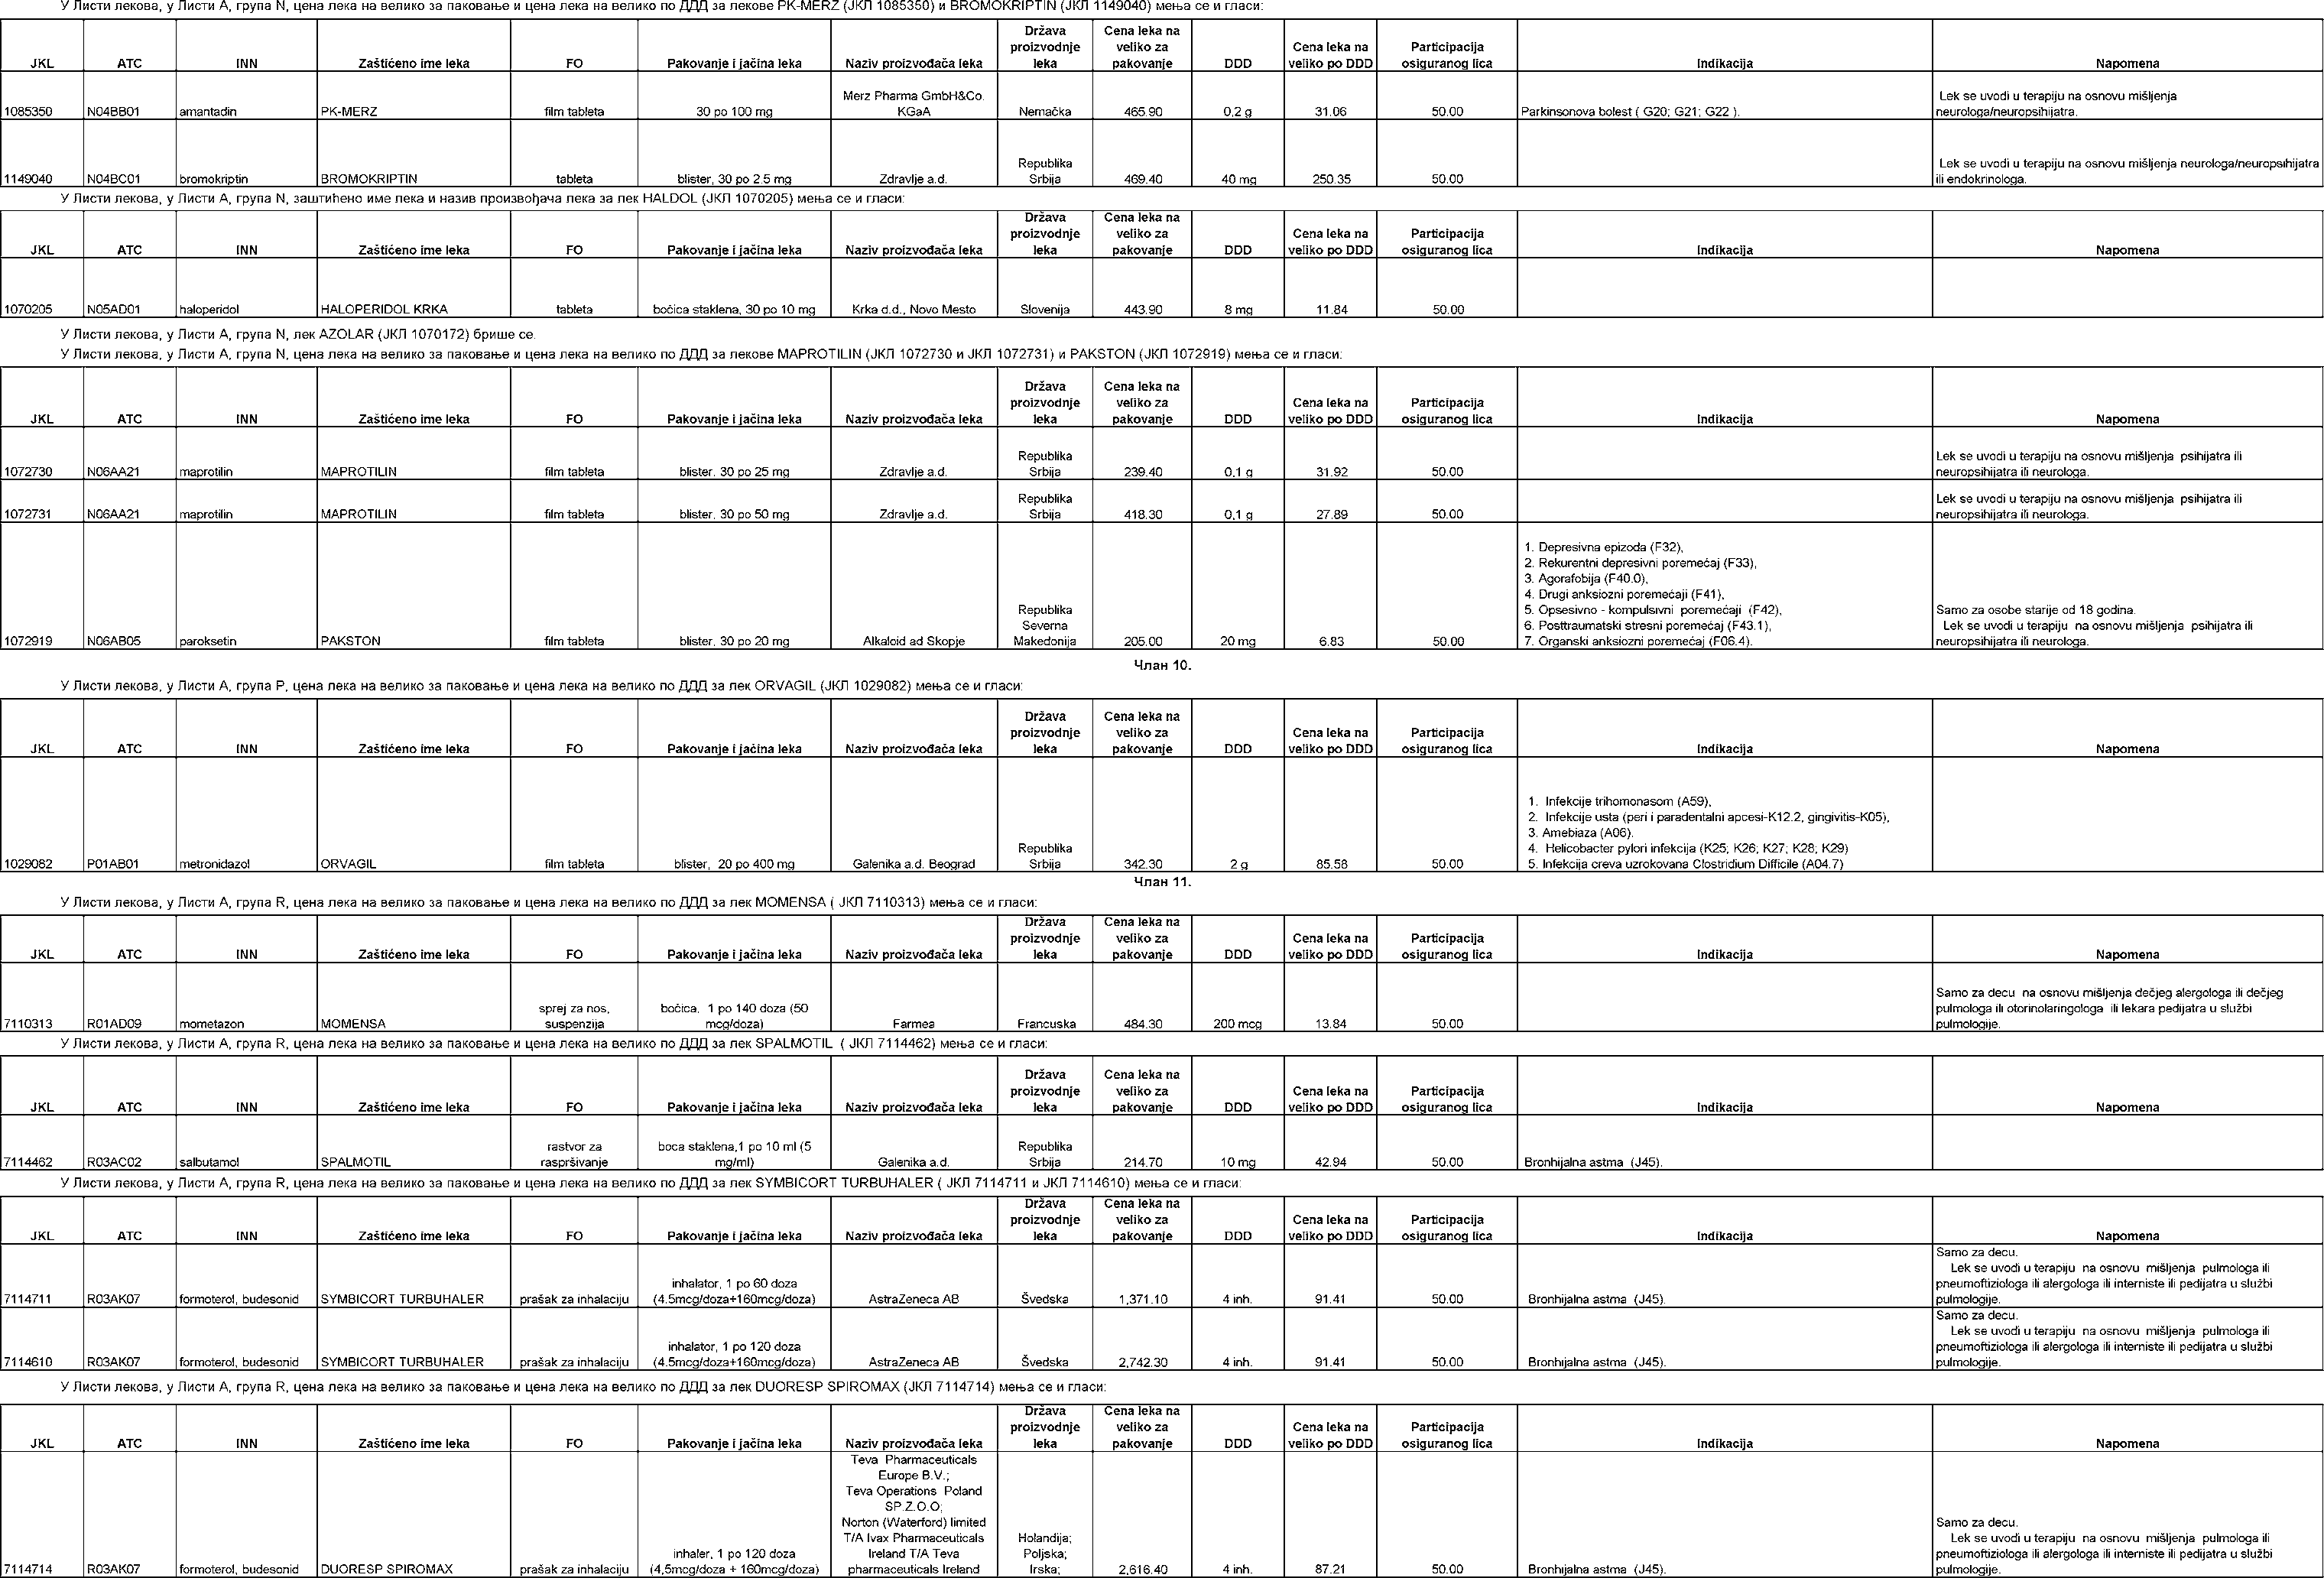 У Листи лекова, у Листи А, група N, цена лека на велико за паковање и цена лека на велико по ДДД за лекове PK-MERZ (ЈКЛ 1085350) и BROMOKRIPTIN (ЈКЛ 1149040) мења се и гласи:
JKL ATC INN Zaštićeno ime leka FO Pakovanje i jačina leka Naziv proizvođača leka Država proizvodnje leka Cena leka na veliko za pakovanje DDD Cena leka na veliko po DDD Participacija osiguranog lica Indikacija Napomena
1085350 N04BB01 amantadin PK-MERZ film tableta 30 po 100 mg Merz Pharma GmbH&Co. KGaA Nemačka 465.90 0,2 g 31.06 50.00 Parkinsonova bolest ( G20; G21; G22 ). Lek se uvodi u terapiju na osnovu mišljenja neurologa/neuropsihijatra.
1149040 N04BC01 bromokriptin BROMOKRIPTIN tableta blister, 30 po 2.5 mg Zdravlje a.d. Republika Srbija 469.40 40 mg 250.35 50.00 Lek se uvodi u terapiju na osnovu mišljenja neurologa/neuropsihijatra ili endokrinologa.
У Листи лекова, у Листи А, група N, заштићено име лека и назив произвођача лека за лек HALDOL (ЈКЛ 1070205) мења се и гласи:
JKL ATC INN Zaštićeno ime leka FO Pakovanje i jačina leka Naziv proizvođača leka Država proizvodnje leka Cena leka na veliko za pakovanje DDD Cena leka na veliko po DDD Participacija osiguranog lica Indikacija Napomena
1070205 N05AD01 haloperidol HALOPERIDOL KRKA tableta bočica staklena, 30 po 10 mg Krka d.d., Novo Mesto Slovenija 443.90 8 mg 11.84 50.00
У Листи лекова, у Листи А, група N, лек AZOLAR (ЈКЛ 1070172) брише се.
У Листи лекова, у Листи А, група N, цена лека на велико за паковање и цена лека на велико по ДДД за лекове MAPROTILIN (ЈКЛ 1072730 и ЈКЛ 1072731) и PAKSTON (ЈКЛ 1072919) мења се и гласи:
JKL ATC INN Zaštićeno ime leka FO Pakovanje i jačina leka Naziv proizvođača leka Država proizvodnje leka Cena leka na veliko za pakovanje DDD Cena leka na veliko po DDD Participacija osiguranog lica Indikacija Napomena
1072730 N06AA21 maprotilin MAPROTILIN film tableta blister, 30 po 25 mg Zdravlje a.d. Republika Srbija 239.40 0,1 g 31.92 50.00 Lek se uvodi u terapiju na osnovu mišljenja psihijatra ili neuropsihijatra ili neurologa.
1072731 N06AA21 maprotilin MAPROTILIN film tableta blister, 30 po 50 mg Zdravlje a.d. Republika Srbija 418.30 0,1 g 27.89 50.00 Lek se uvodi u terapiju na osnovu mišljenja psihijatra ili neuropsihijatra ili neurologa.
1072919 N06AB05 paroksetin PAKSTON film tableta blister, 30 po 20 mg Alkaloid ad Skopje Republika Severna Makedonija 205.00 20 mg 6.83 50.00
1. Depresivna epizoda (F32),
2. Rekurentni depresivni poremećaj (F33),
3. Agorafobija (F40.0),
4. Drugi anksiozni poremećaji (F41),
5. Opsesivno - kompulsivni poremećaji (F42),
6. Posttraumatski stresni poremećaj (F43.1),
7. Organski anksiozni poremećaj (F06.4).
Samo za osobe starije od 18 godina.
Lek se uvodi u terapiju na osnovu mišljenja psihijatra ili
neuropsihijatra ili neurologa.
Члан 10.
У Листи лекова, у Листи А, група P, цена лека на велико за паковање и цена лека на велико по ДДД за лек ORVAGIL (ЈКЛ 1029082) мења се и гласи:
JKL ATC INN Zaštićeno ime leka FO Pakovanje i jačina leka Naziv proizvođača leka Država proizvodnje leka Cena leka na veliko za pakovanje DDD Cena leka na veliko po DDD Participacija osiguranog lica Indikacija Napomena
1029082 P01AB01 metronidazol ORVAGIL film tableta blister, 20 po 400 mg Galenika a.d. Beograd Republika Srbija 342.30 2 g 85.58 50.00
1. Infekcije trihomonasom (A59),
2. Infekcije usta (peri i paradentalni apcesi-K12.2, gingivitis-K05),
3. Amebiaza (A06).
4. Helicobacter pylori infekcija (K25; K26; K27; K28; K29)
5. Infekcija creva uzrokovana Clostridium Difficile (A04.7)
Члан 11.
У Листи лекова, у Листи А, група R, цена лека на велико за паковање и цена лека на велико по ДДД за лек MOMENSA ( ЈКЛ 7110313) мења се и гласи:
JKL ATC INN Zaštićeno ime leka FO Pakovanje i jačina leka Naziv proizvođača leka Država proizvodnje leka Cena leka na veliko za pakovanje DDD Cena leka na veliko po DDD Participacija osiguranog lica Indikacija Napomena
7110313 R01AD09 mometazon MOMENSA sprej za nos, suspenzija bočica, 1 po 140 doza (50 mcg/doza) Farmea Francuska 484.30 200 mcg 13.84 50.00 Samo za decu na osnovu mišljenja dečjeg alergologa ili dečjeg pulmologa ili otorinolaringologa ili lekara pedijatra u službi pulmologije.
У Листи лекова, у Листи А, група R, цена лека на велико за паковање и цена лека на велико по ДДД за лек SPALMOTIL ( ЈКЛ 7114462) мења се и гласи:
JKL ATC INN Zaštićeno ime leka FO Pakovanje i jačina leka Naziv proizvođača leka Država proizvodnje leka Cena leka na veliko za pakovanje DDD Cena leka na veliko po DDD Participacija osiguranog lica Indikacija Napomena
7114462 R03AC02 salbutamol SPALMOTIL rastvor za raspršivanje boca staklena,1 po 10 ml (5 mg/ml) Galenika a.d. Republika Srbija 214.70 10 mg 42.94 50.00 Bronhijalna astma (J45).
У Листи лекова, у Листи А, група R, цена лека на велико за паковање и цена лека на велико по ДДД за лек SYMBICORT TURBUHALER ( ЈКЛ 7114711 и ЈКЛ 7114610) мења се и гласи:
JKL ATC INN Zaštićeno ime leka FO Pakovanje i jačina leka Naziv proizvođača leka Država proizvodnje leka Cena leka na veliko za pakovanje DDD Cena leka na veliko po DDD Participacija osiguranog lica Indikacija Napomena
7114711 R03AK07 formoterol, budesonid SYMBICORT TURBUHALER prašak za inhalaciju inhalator, 1 po 60 doza (4.5mcg/doza+160mcg/doza) AstraZeneca AB Švedska 1,371.10 4 inh. 91.41 50.00 Bronhijalna astma (J45). Samo za decu. Lek se uvodi u terapiju na osnovu mišljenja pulmologa ili pneumoftiziologa ili alergologa ili interniste ili pedijatra u službi pulmologije.
7114610 R03AK07 formoterol, budesonid SYMBICORT TURBUHALER prašak za inhalaciju inhalator, 1 po 120 doza (4.5mcg/doza+160mcg/doza) AstraZeneca AB Švedska 2,742.30 4 inh. 91.41 50.00 Bronhijalna astma (J45). Samo za decu. Lek se uvodi u terapiju na osnovu mišljenja pulmologa ili pneumoftiziologa ili alergologa ili interniste ili pedijatra u službi pulmologije.
У Листи лекова, у Листи А, група R, цена лека на велико за паковање и цена лека на велико по ДДД за лек DUORESP SPIROMAX (ЈКЛ 7114714) мења се и гласи:
JKL ATC INN Zaštićeno ime leka FO Pakovanje i jačina leka Naziv proizvođača leka Država proizvodnje leka Cena leka na veliko za pakovanje DDD Cena leka na veliko po DDD Participacija osiguranog lica Indikacija Napomena
7114714 R03AK07 formoterol, budesonid DUORESP SPIROMAX prašak za inhalaciju inhaler, 1 po 120 doza (4,5mcg/doza + 160mcg/doza) Teva Pharmaceuticals Europe B.V.; Teva Operations Poland SP.Z.O.O; Norton (Waterford) limited T/A Ivax Pharmaceuticals Ireland T/A Teva pharmaceuticals Ireland Holandija; Poljska; Irska; 2,616.40 4 inh. 87.21 50.00 Bronhijalna astma (J45). Samo za decu. Lek se uvodi u terapiju na osnovu mišljenja pulmologa ili pneumoftiziologa ili alergologa ili interniste ili pedijatra u službi pulmologije.